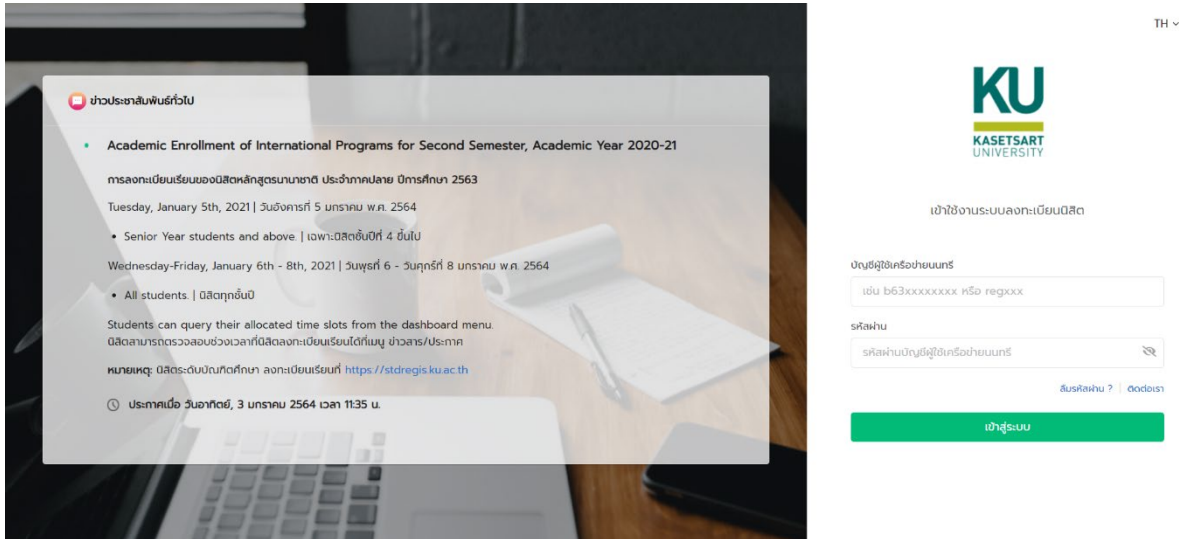 ข่าวประชาสัมพันธ์ทั่วไป
Academic Enrollment of International Programs for Second Semester, Academic Year 2020-21
การลงทะเบียนเรียนของนิสิตหลักสูตรนานาชาติ ประจำภาคปลาย ปีการศึกษา 2563
Tuesday, January 5th, 2021 | วันอังคารที่ 5 มกราคม พ.ศ. 2564
• Senior Year students and above. | เฉพาะนิสิตชั้นปีที่ 4 ขึ้นไป
Wednesday-Friday, January 6th - 8th, 2021 | วันพุธที่ 6 - วันศุกร์ที่ 8 มกราคม พ.ศ. 2564
• All students. | นิสิตทุกชั้นปี
Students can query their allocated time slots from the dashboard menu.
นิสิตสามารถตรวจสอบช่วงเวลาที่นิสิตลงทะเบียนเรียนได้ที่เมนู ข่าวสาร/ประกาศ
หมายเหตุ: นิสิตระดับบัณฑิตศึกษา ลงทะเบียนเรียนที่ https://stdregis.ku.ac.th
ประกาศเมื่อ วันอาทิตย์, 3 มกราคม 2564 เวลา 11:35 น.
TH
KU
KASETSART
UNIVERSITY
เข้าใช้งานระบบลงทะเบียนนิสิต
บัญชีผู้ใช้เครือข่ายนนทรี
เช่น b63xxxxxxxx หรือ regxxx
รหัสผ่าน
รหัสผ่านบัญชีผู้ใช้เครือข่ายนนทรี
ลืมรหัสผ่าน ? | ติดต่อเรา
เข้าสู่ระบบ